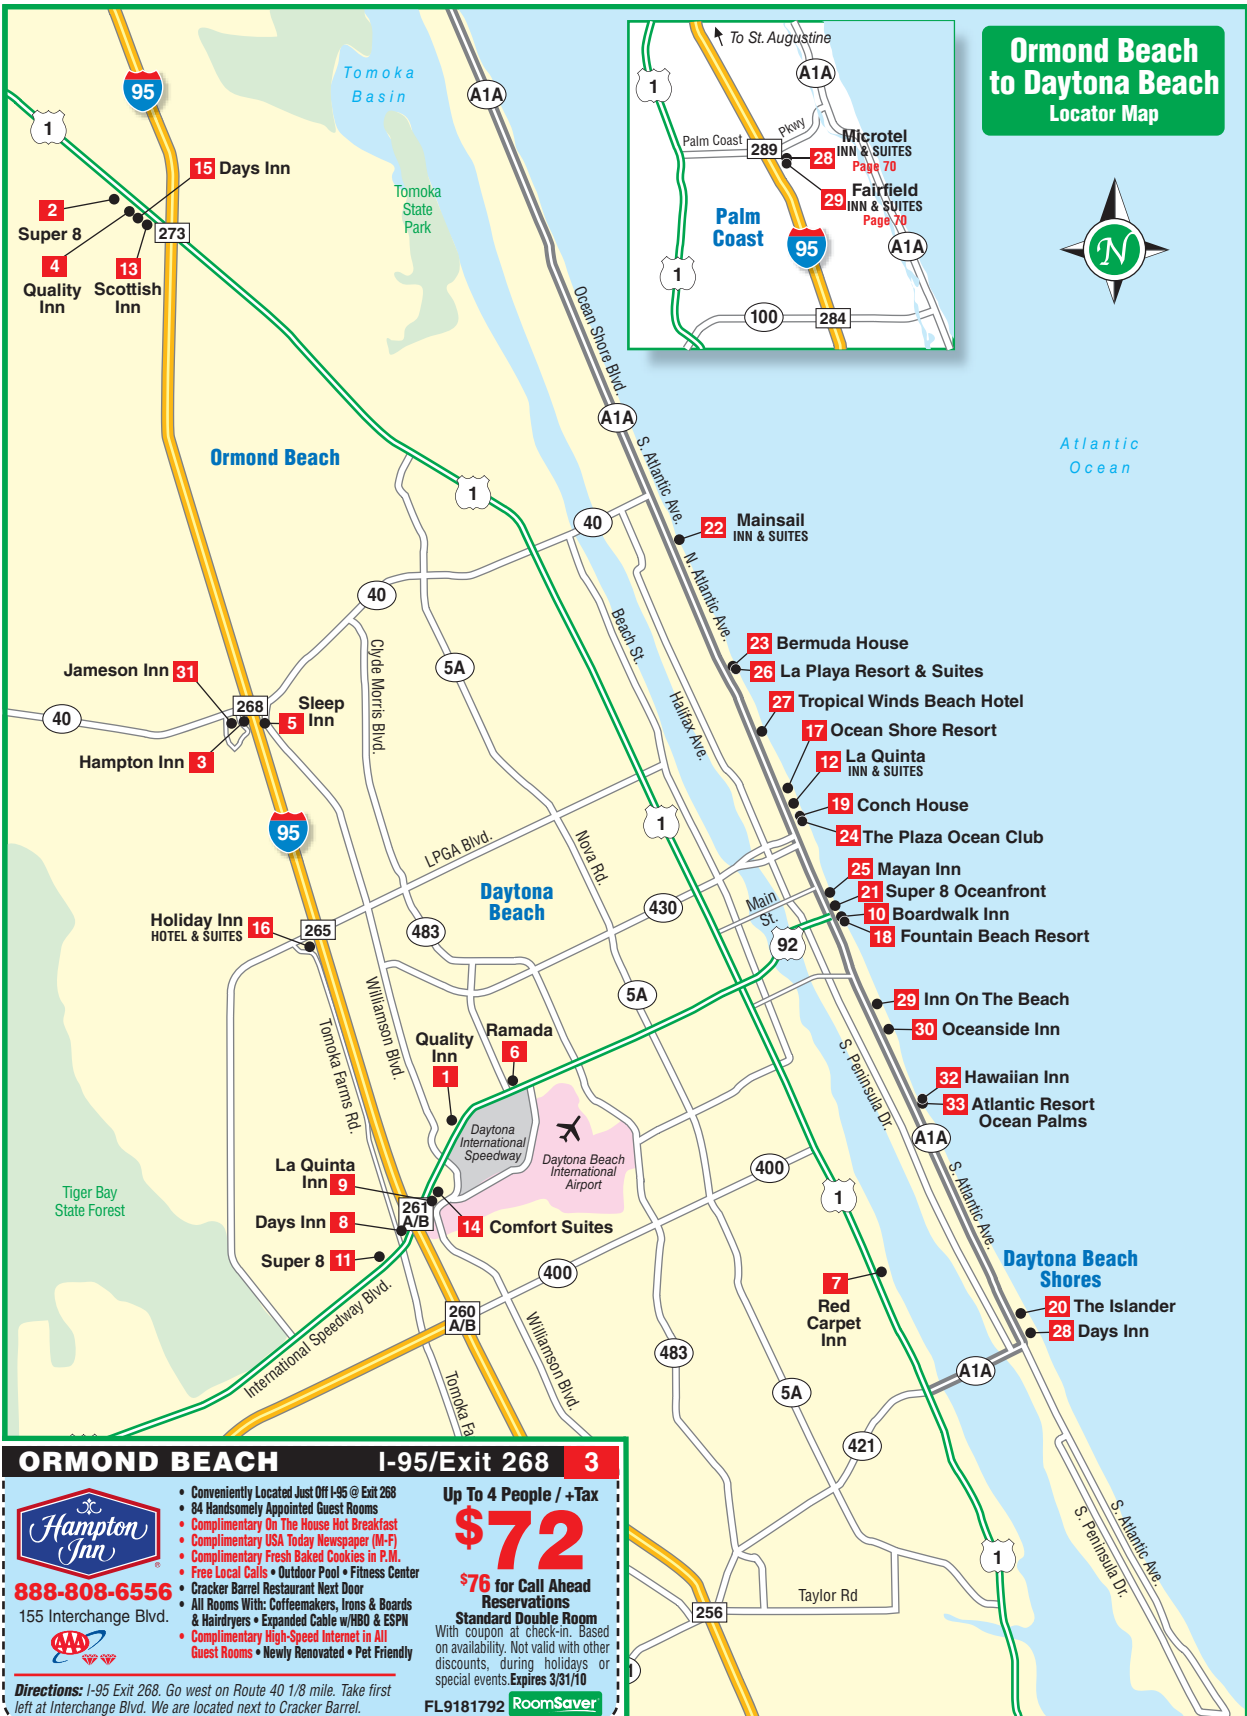 Ormond Beach
to Daytona Beach
Locator Map
To St. Augustine
A1A
1
Palm Coast
Pkwy
289
Microtel
INN & SUITES
Page 70
28
29
Fairfield
INN & SUITES
Page 70
Palm
Coast
95
A1A
1
100
284
N
Tomoka
Basin
A1A
95
1
15 Days Inn
Tomoka
State
Park
2
Super 8
273
4
Quality
Inn
13
Scottish
Inn
Ocean Shore Blvd.
A1A
Atlantic
Ocean
Ormond Beach
S. Atlantic Ave.
1
40
22 Mainsail
INN & SUITES
N. Atlantic Ave.
40
Beach St.
Clyde Morris Blvd.
5A
23 Bermuda House
26 La Playa Resort & Suites
Jameson Inn 31
268
Sleep
Inn
5
40
Hampton Inn 3
Halifax Ave.
27 Tropical Winds Beach Hotel
17 Ocean Shore Resort
12 La Quinta
INN & SUITES
19 Conch House
24 The Plaza Ocean Club
95
1
LPGA Blvd.
Nova Rd.
25 Mayan Inn
21 Super 8 Oceanfront
10 Boardwalk Inn
18 Fountain Beach Resort
Daytona
Beach
430
Main
St.
Holiday Inn
HOTEL & SUITES
16
265
483
92
5A
29 Inn On The Beach
30 Oceanside Inn
Williamson Blvd.
Tomoka Farms Rd.
Quality
Inn
1
Ramada
6
S. Peninsula Dr.
32 Hawaiian Inn
33 Atlantic Resort
Ocean Palms
A1A
Daytona
International
Speedway
Daytona Beach
International
Airport
400
S. Atlantic Ave.
La Quinta
Inn 9
Tiger Bay
State Forest
261
A/B
1
Days Inn 8
14 Comfort Suites
Super 8 11
400
Daytona Beach
Shores
7
Red
Carpet
Inn
20 The Islander
28 Days Inn
International Speedway Blvd.
260
A/B
Williamson Blvd.
483
A1A
5A
Tomoka Fa
421
S. Atlantic Ave.
S. Peninsula Dr.
1
Taylor Rd
256
ORMOND BEACH I-95/Exit 268 3
Hampton
Inn
®
888-808-6556
155 Interchange Blvd.
AAA
• Conveniently Located Just Off I-95 @ Exit 268
• 84 Handsomely Appointed Guest Rooms
• Complimentary On The House Hot Breakfast
• Complimentary USA Today Newspaper (M-F)
• Complimentary Fresh Baked Cookies in P.M.
• Free Local Calls • Outdoor Pool • Fitness Center
• Cracker Barrel Restaurant Next Door
• All Rooms With: Coffeemakers, Irons & Boards
& Hairdryers • Expanded Cable w/HBO & ESPN
• Complimentary High-Speed Internet in All
Guest Rooms • Newly Renovated • Pet Friendly
Directions: I-95 Exit 268. Go west on Route 40 1/8 mile. Take first
left at Interchange Blvd. We are located next to Cracker Barrel.
Up To 4 People / +Tax
$72
$76 for Call Ahead
Reservations
Standard Double Room
With coupon at check-in. Based
on availability. Not valid with other
discounts, during holidays or
special events. Expires 3/31/10
FL9181792 RoomSaver